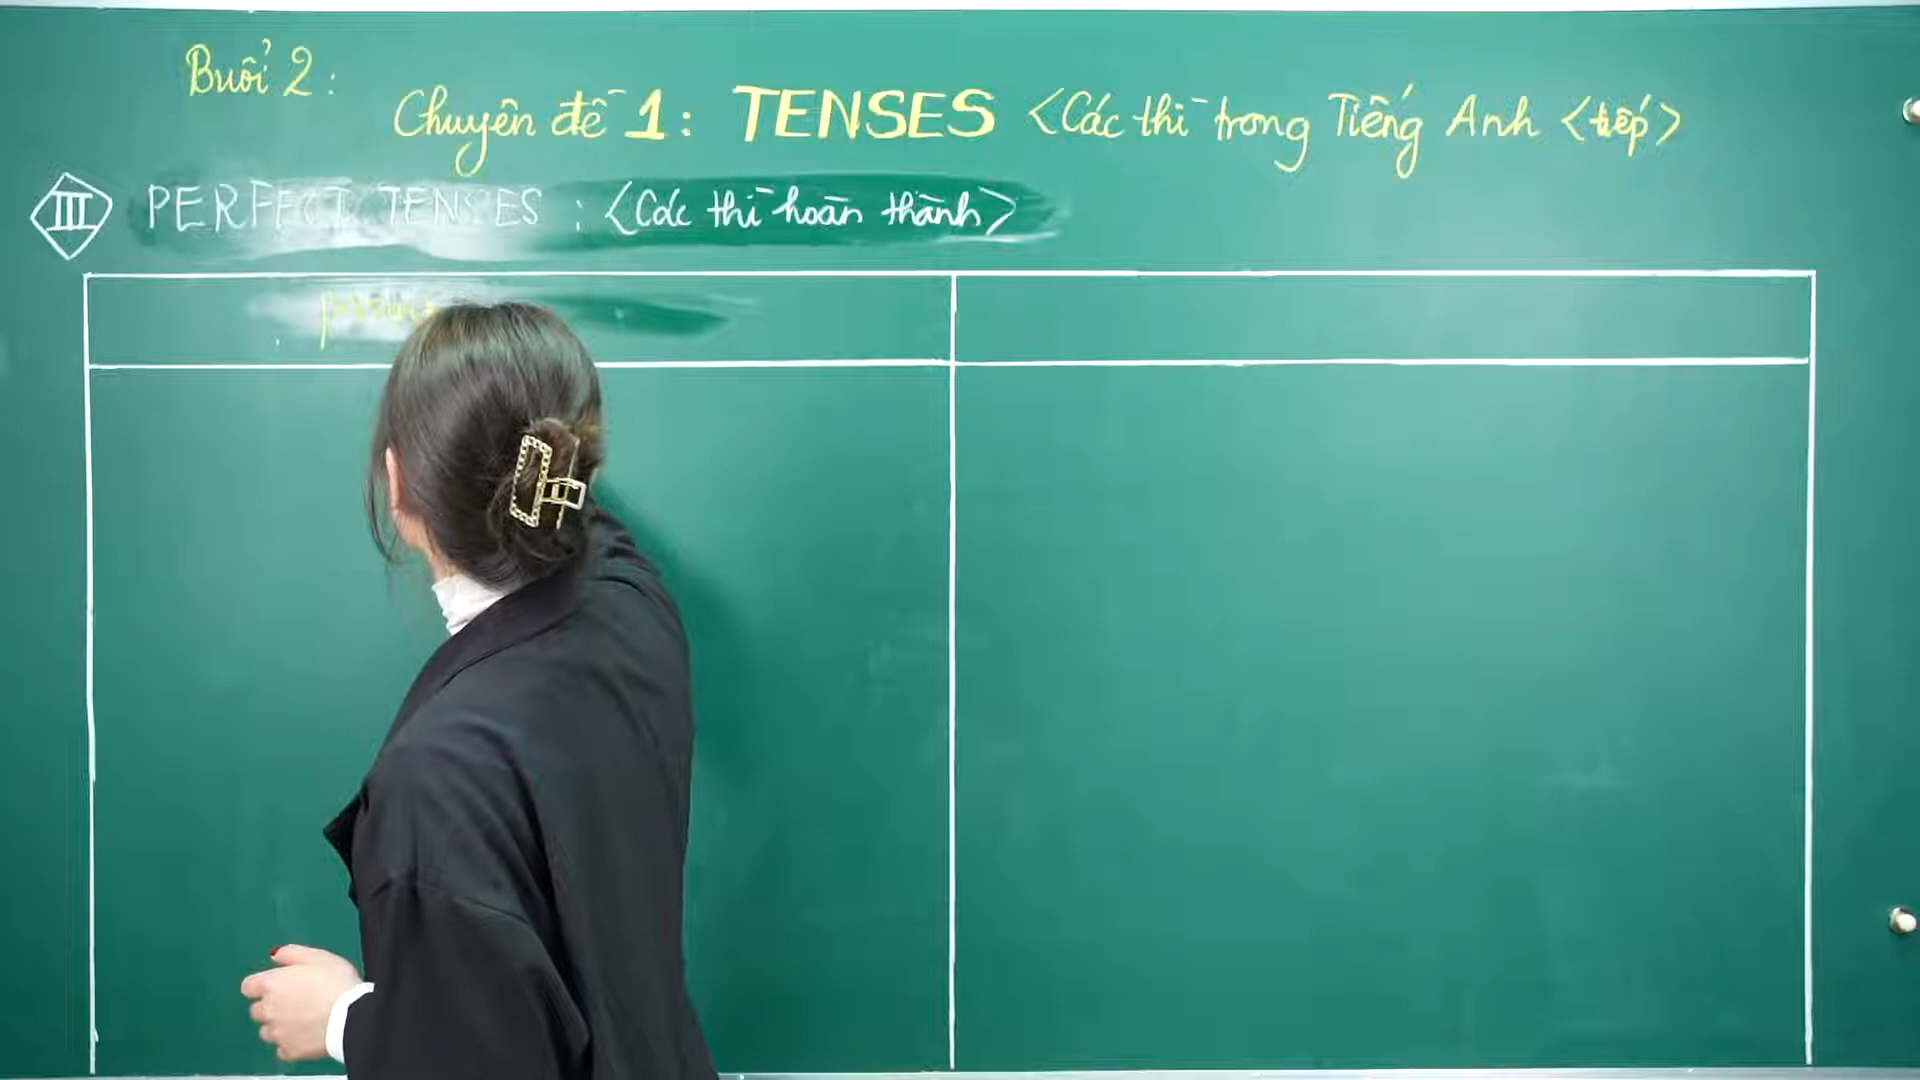 Buổi 2:
Chuyên đề 1: TENSES <Các thì trong Tiếng Anh <tiếp>
III PERFECT TENSES: <Các thì hoàn thành>